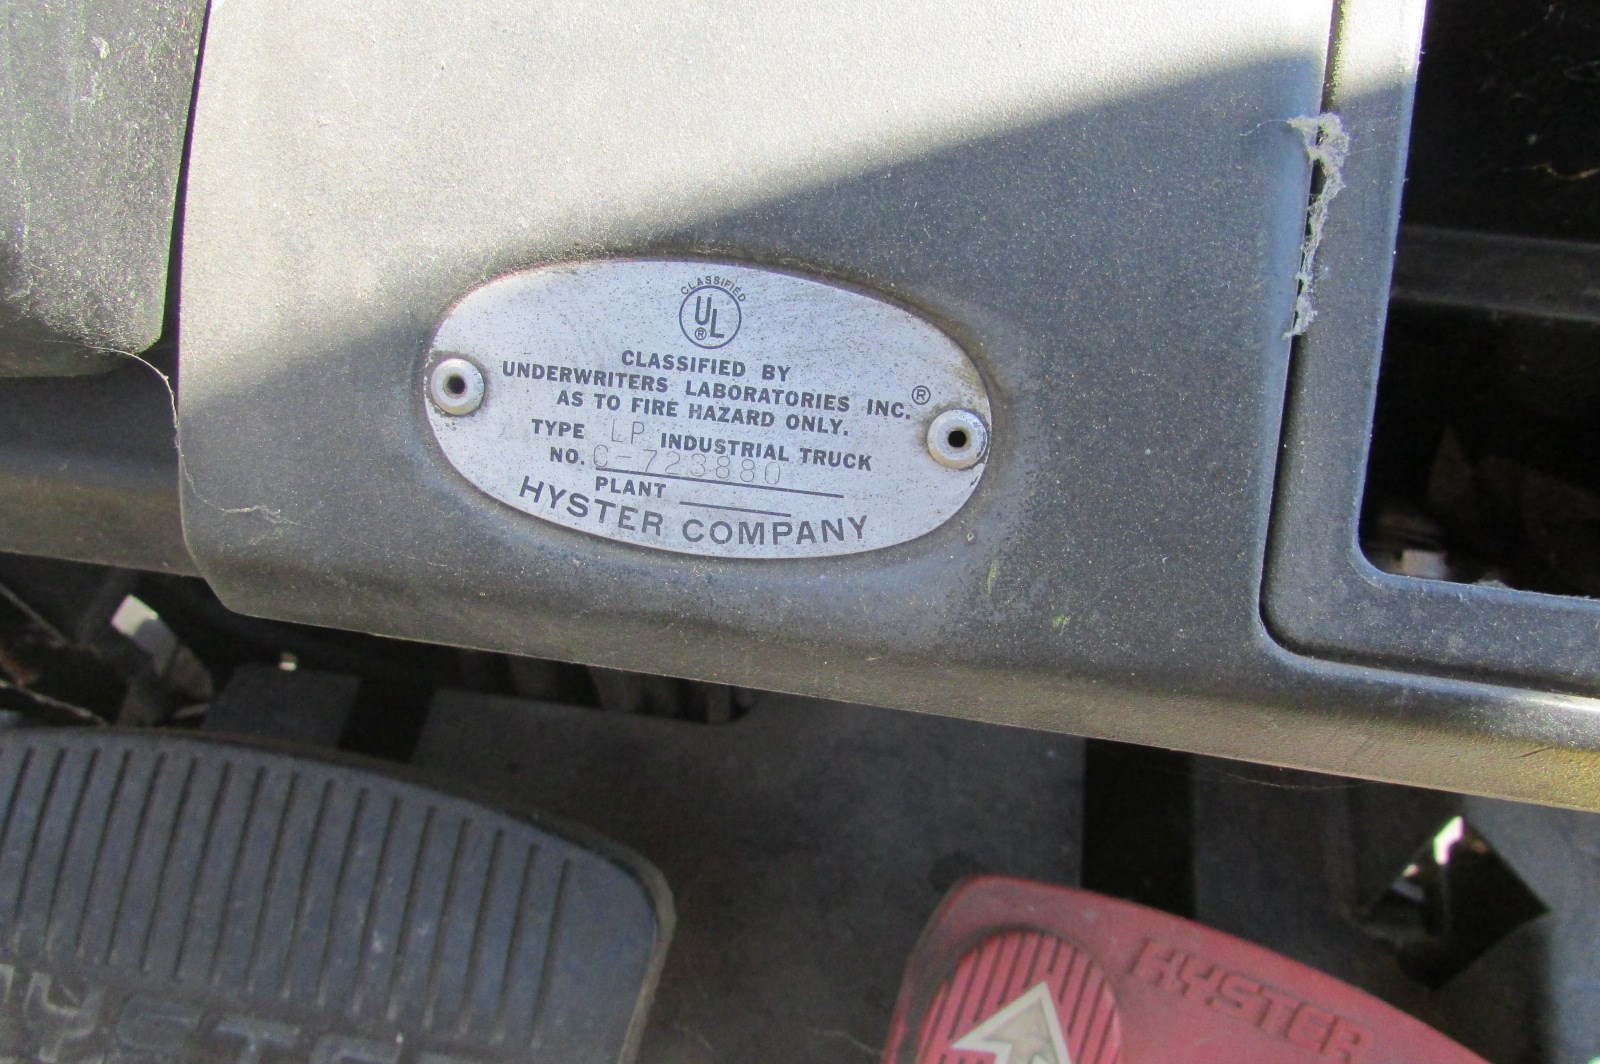 CLASSIFIED
UL®
CLASSIFIED BY
UNDERWRITERS LABORATORIES INC.®
AS TO FIRE HAZARD ONLY.
TYPE LP INDUSTRIAL TRUCK
NO. C-723880
PLANT
HYSTER COMPANY
HYSTER
HYSTER